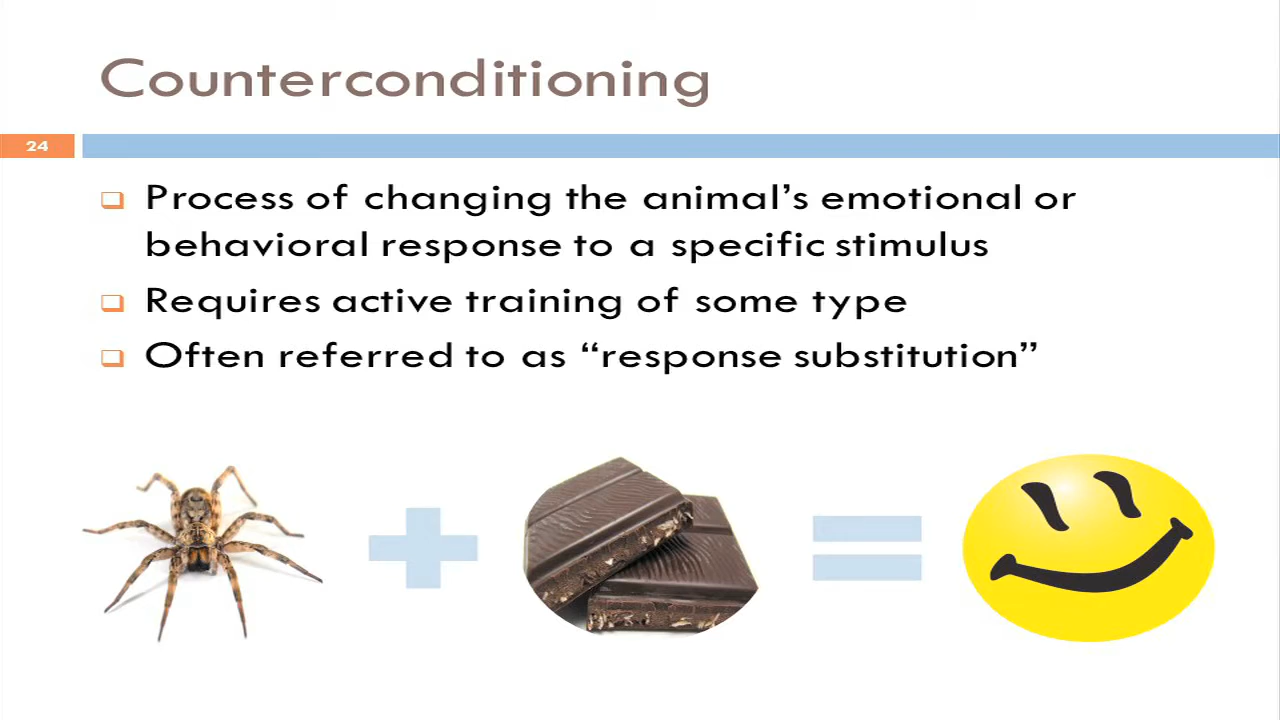 Counterconditioning
24
Process of changing the animal’s emotional or
behavioral response to a specific stimulus
Requires active training of some type
Often referred to as “response substitution”